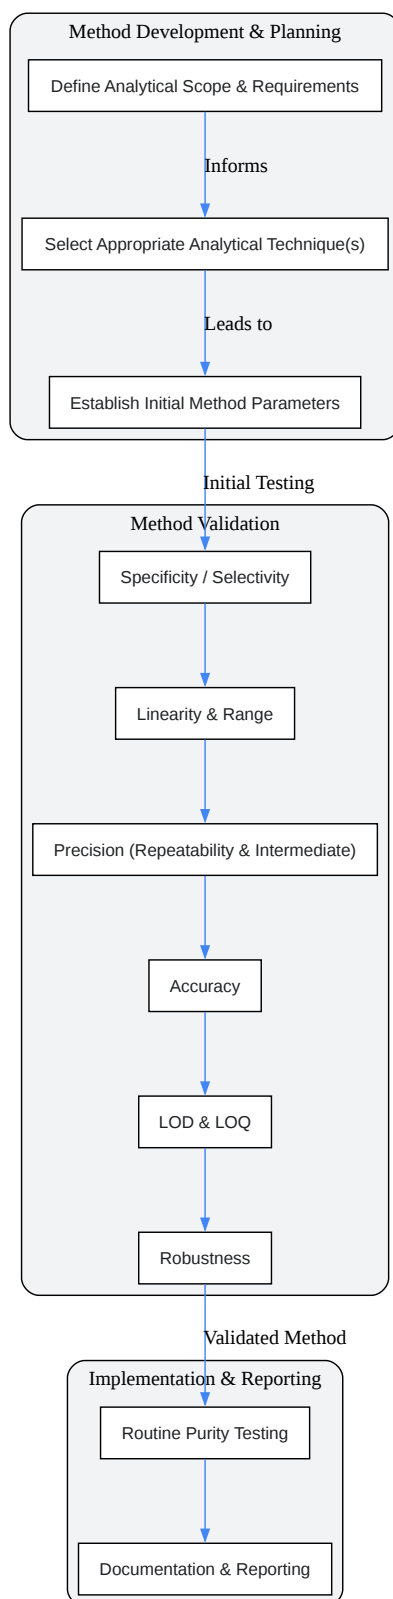 Method Development & Planning
Define Analytical Scope & Requirements
Informs
Select Appropriate Analytical Technique(s)
Leads to
Establish Initial Method Parameters
Initial Testing
Method Validation
Specificity / Selectivity
Linearity & Range
Precision (Repeatability & Intermediate)
Accuracy
LOD & LOQ
Robustness
Validated Method
Implementation & Reporting
Routine Purity Testing
Documentation & Reporting